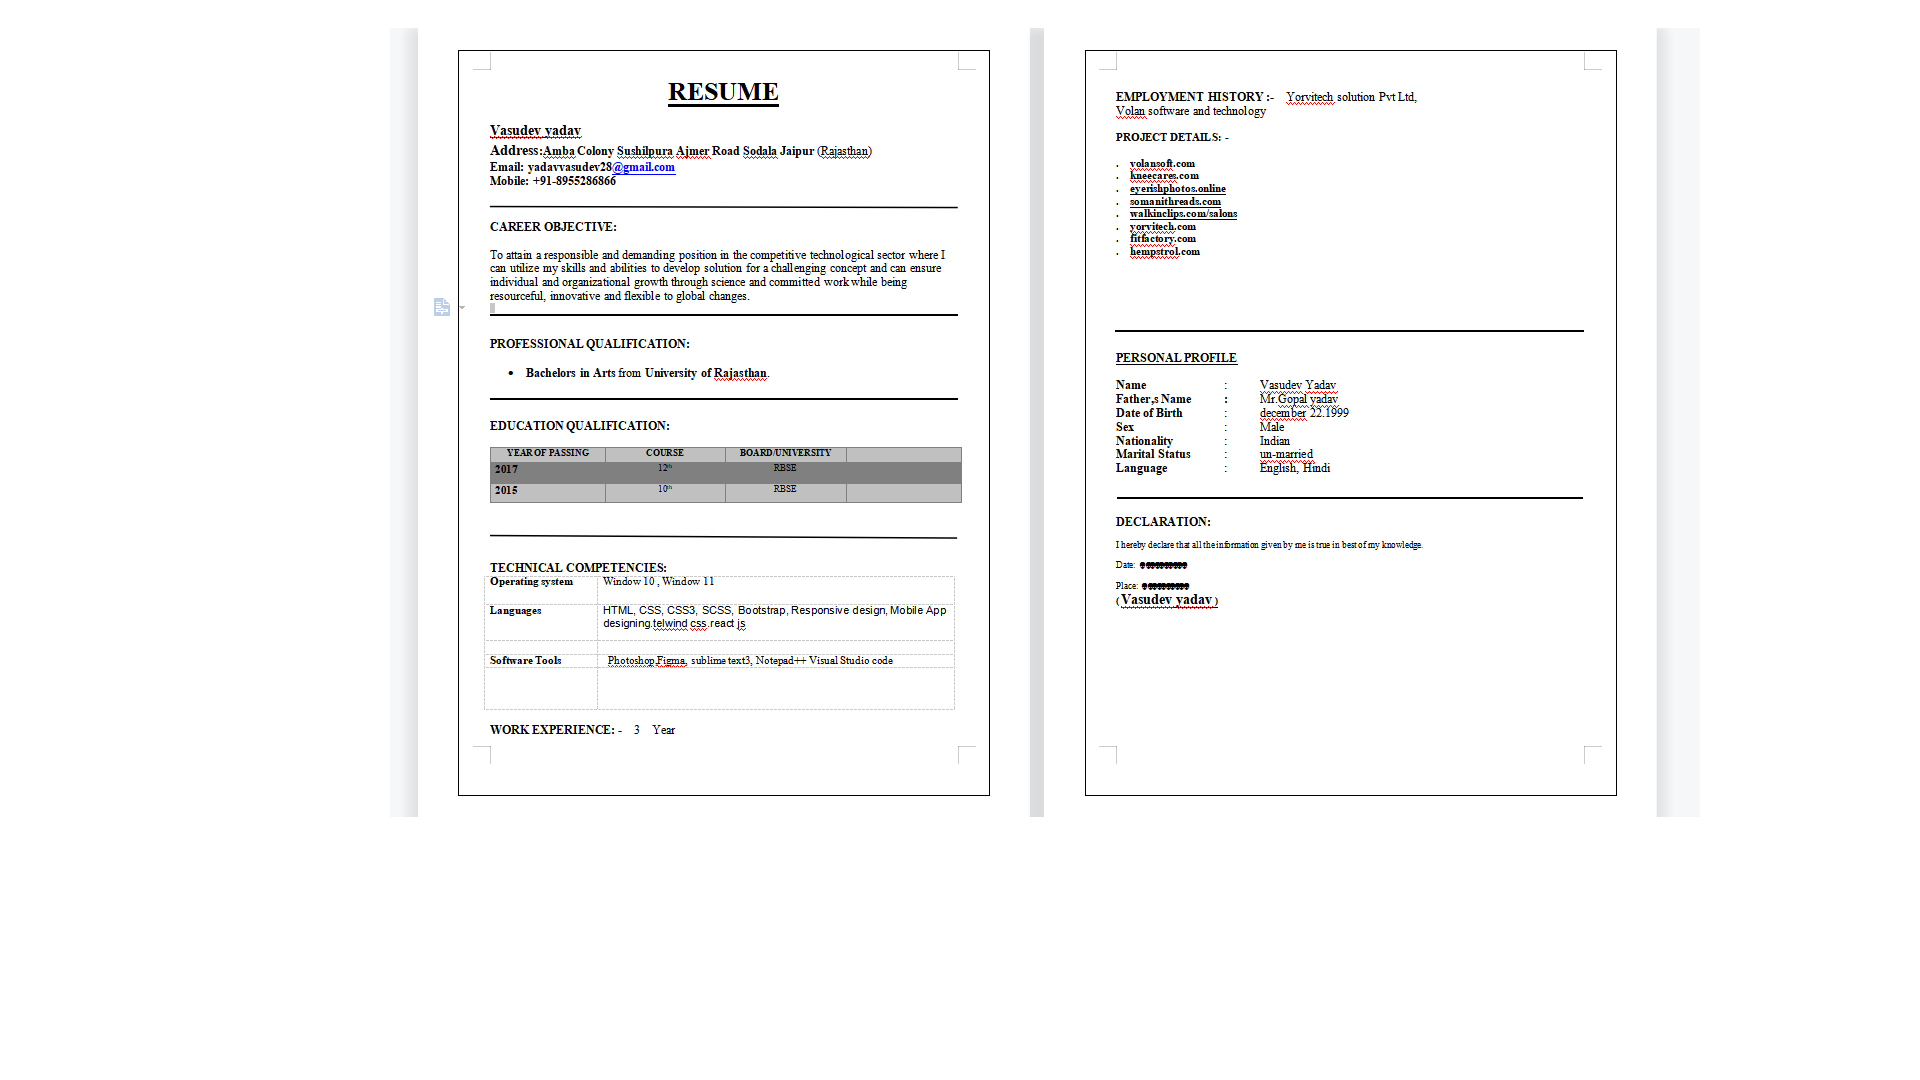 RESUME
Vasudev yadav
Address:Amba Colony Sushilpura Ajmer Road Sodala Jaipur (Rajasthan)
Email: yadavvasudev28@gmail.com
Mobile: +91-8955286866
CAREER OBJECTIVE:
To attain a responsible and demanding position in the competitive technological sector where I
can utilize my skills and abilities to develop solution for a challenging concept and can ensure
individual and organizational growth through science and committed work while being
resourceful, innovative and flexible to global changes.
PROFESSIONAL QUALIFICATION:
• Bachelors in Arts from University of Rajasthan.
EDUCATION QUALIFICATION:
YEAR OF PASSING COURSE BOARD/UNIVERSITY
2017 12th RBSE
2015 10th RBSE
TECHNICAL COMPETENCIES:
Operating system Window 10 , Window 11
Languages HTML, CSS, CSS3, SCSS, Bootstrap, Responsive design, Mobile App
designing.telwind css.react js
Software Tools Photoshop,Figma, sublime text3, Notepad++ Visual Studio code
WORK EXPERIENCE: - 3 Year
EMPLOYMENT HISTORY :- Yorvitech solution Pvt Ltd,
Volan software and technology
PROJECT DETAILS: -
. volansoft.com
. kneecares.com
. eyerishphotos.online
. somanithreads.com
. walkinclips.com/salons
. yorvitech.com
. fitfactory.com
. hempstrol.com
PERSONAL PROFILE
Name : Vasudev Yadav
Father,s Name : Mr.Gopal yadav
Date of Birth : december 22.1999
Sex : Male
Nationality : Indian
Marital Status : un-married
Language : English, Hindi
DECLARATION:
I hereby declare that all the information given by me is true in best of my knowledge.
Date:
Place:
( Vasudev yadav )